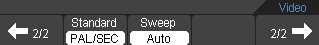 Video
Standard
Sweep
2/2
PAL/SEC
Auto
2/2